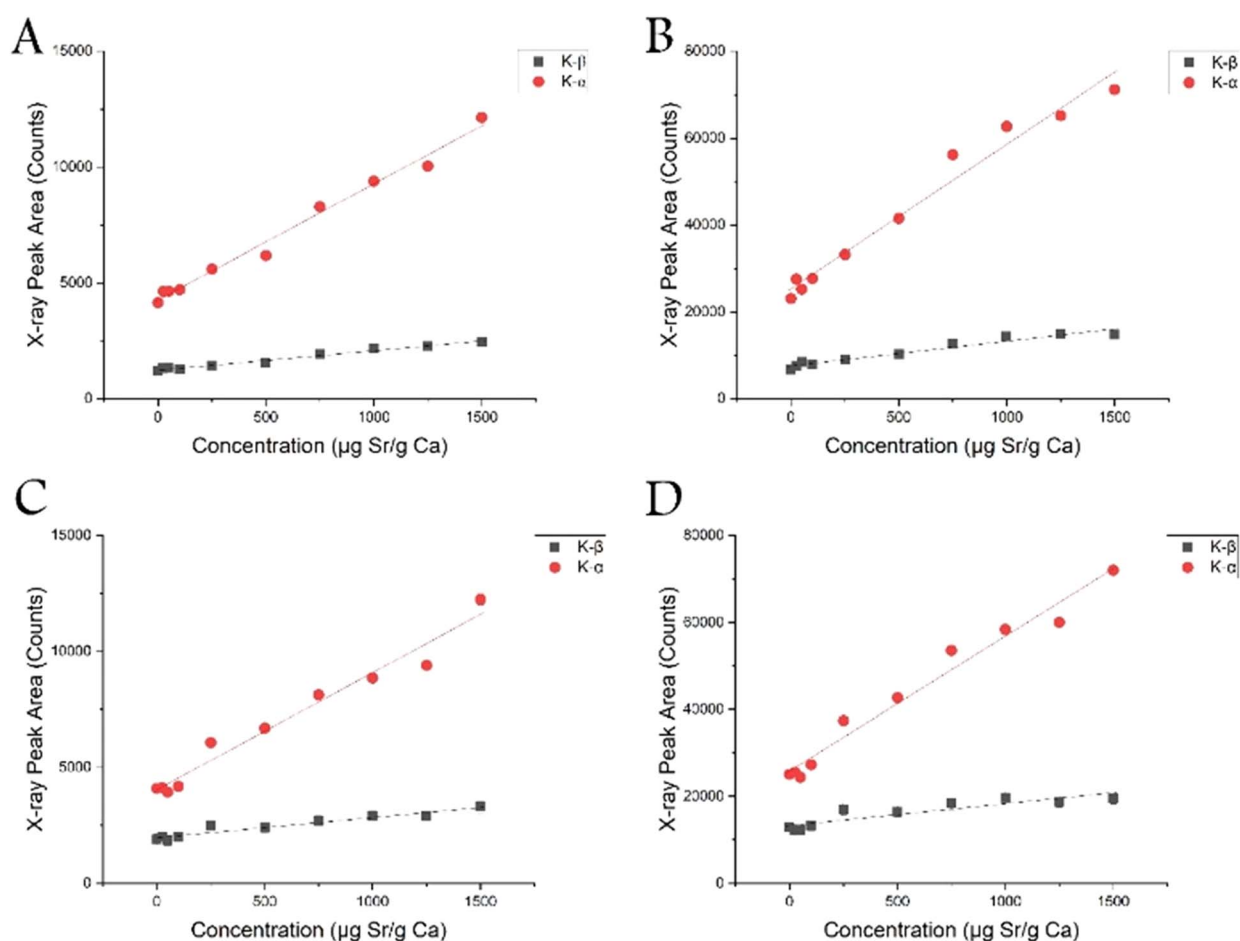 A
15000
10000
5000
0
X-ray Peak Area (Counts)
K-β
K-α
0 500 1000 1500
Concentration (μg Sr/g Ca)
B
80000
60000
40000
20000
0
X-ray Peak Area (Counts)
K-β
K-α
0 500 1000 1500
Concentration (μg Sr/g Ca)
C
15000
10000
5000
0
X-ray Peak Area (Counts)
K-β
K-α
0 500 1000 1500
Concentration (μg Sr/g Ca)
D
80000
60000
40000
20000
0
X-ray Peak Area (Counts)
K-β
K-α
0 500 1000 1500
Concentration (μg Sr/g Ca)